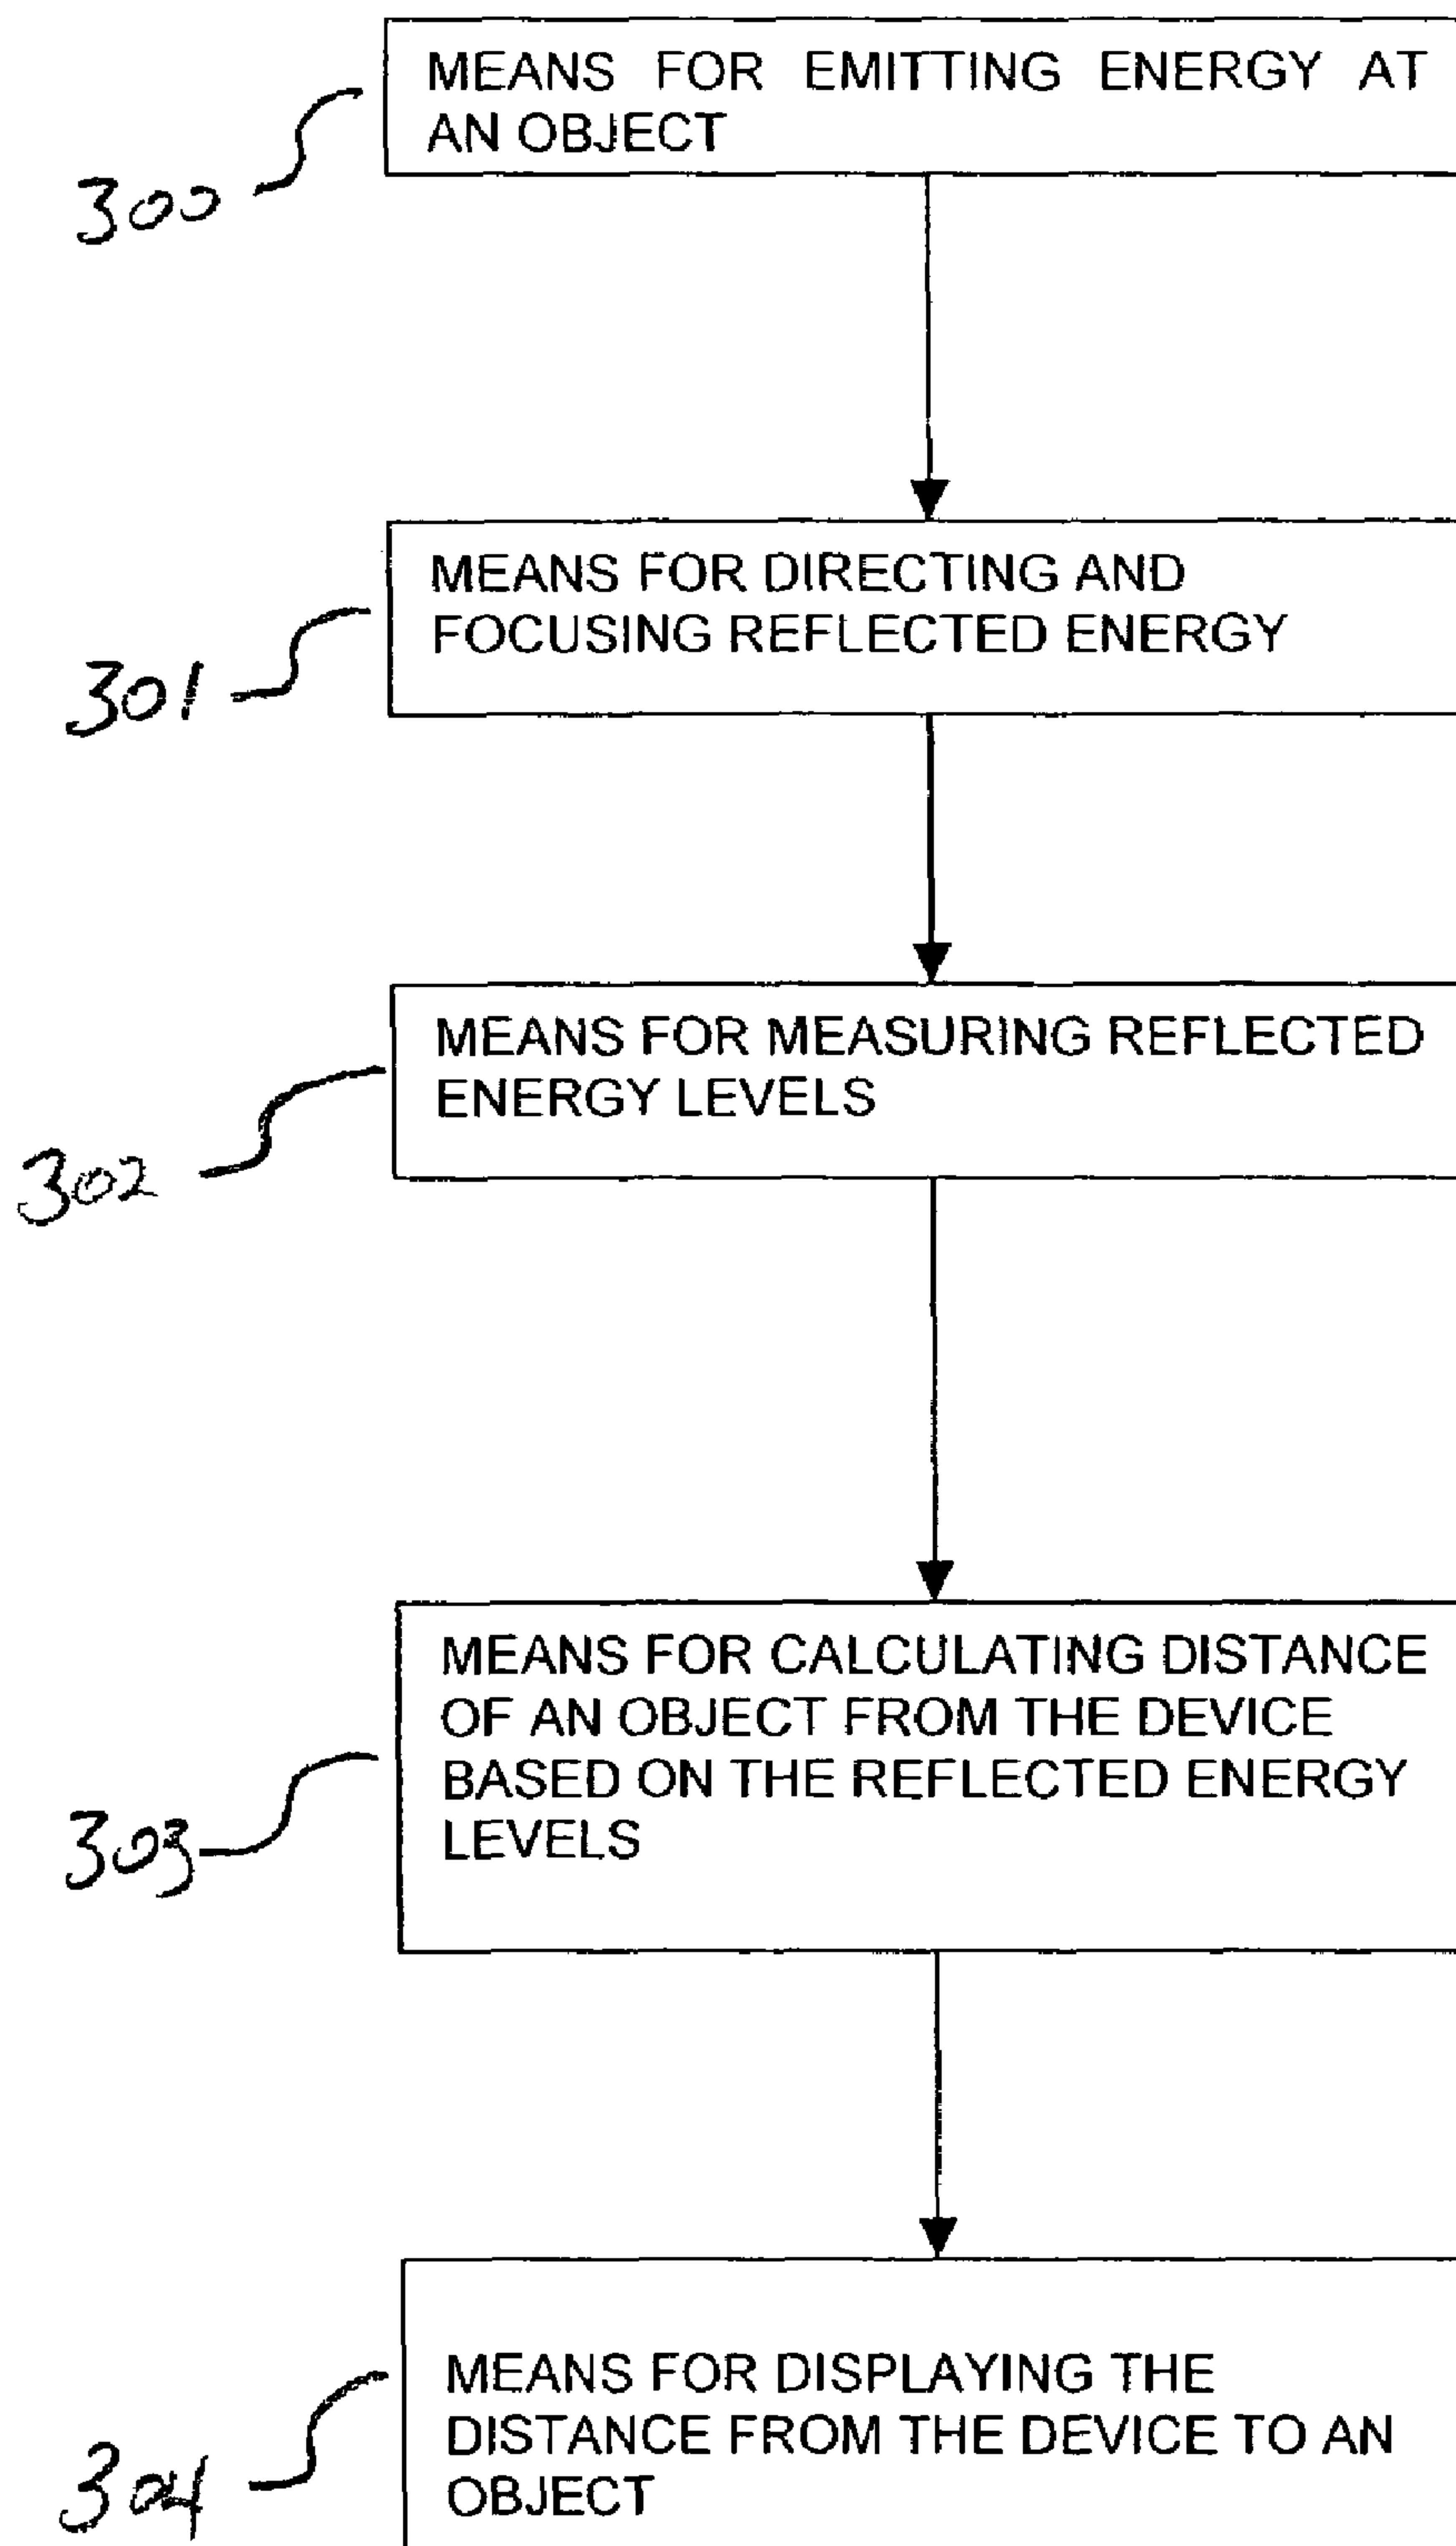 MEANS FOR EMITTING ENERGY AT
AN OBJECT
300
MEANS FOR DIRECTING AND
FOCUSING REFLECTED ENERGY
301
MEANS FOR MEASURING REFLECTED
ENERGY LEVELS
302
MEANS FOR CALCULATING DISTANCE
OF AN OBJECT FROM THE DEVICE
BASED ON THE REFLECTED ENERGY
LEVELS
303
MEANS FOR DISPLAYING THE
DISTANCE FROM THE DEVICE TO AN
OBJECT
304